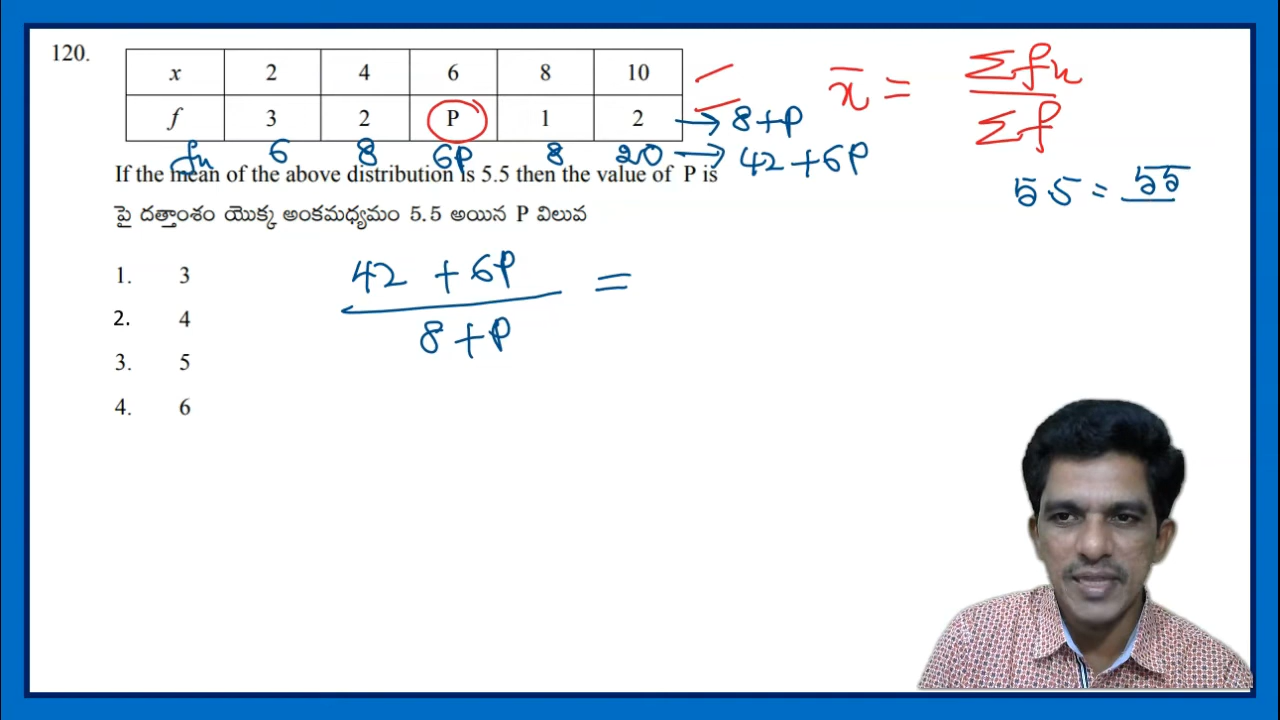 120.
x 2 4 6 8 10
f 3 2 P 1 2 → 8+P
fx 6 8 6P 8 20 → 42+6P
x̄ = Σfx / Σf
5.5 = 55
If the mean of the above distribution is 5.5 then the value of P is
పై దత్తాంశం యొక్క అంకమధ్యమం 5.5 అయిన P విలువ
1. 3
2. 4
3. 5
4. 6
42 + 6P / 8 + P =